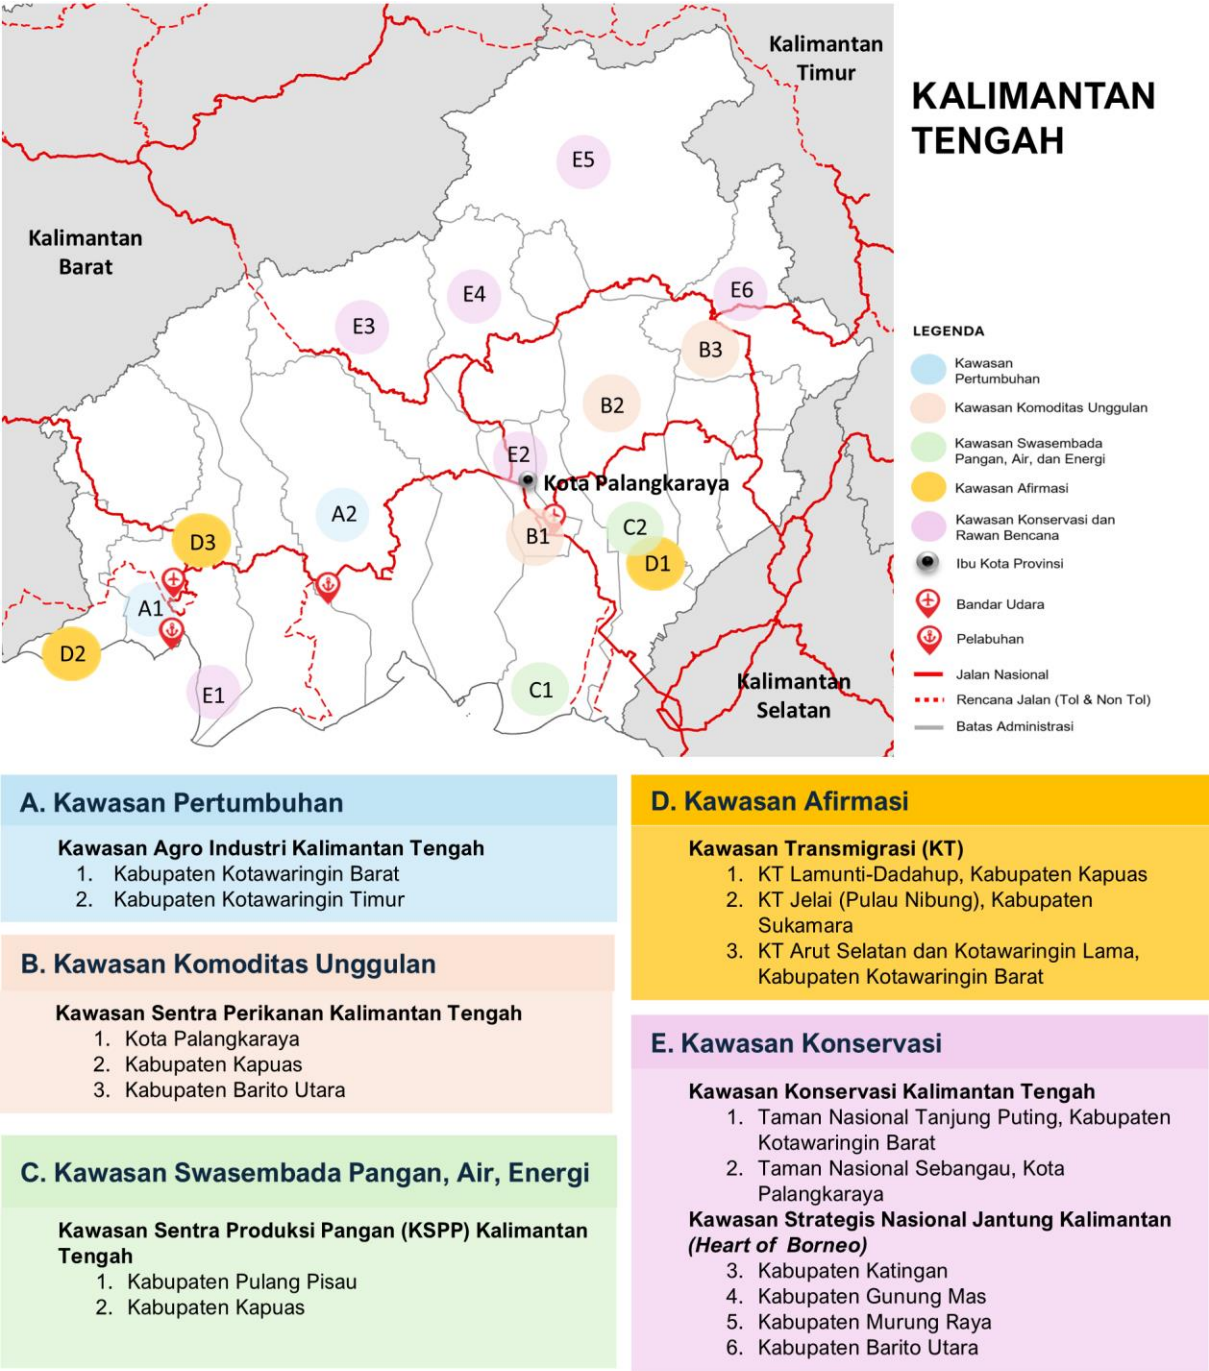 Kalimantan
Timur
KALIMANTAN
TENGAH
E5
Kalimantan
Barat
E4
E6
E3
B3
B2
E2
Kota Palangkaraya
A2
C2
D3
B1
D1
A1
D2
E1
C1
Kalimantan
Selatan
LEGENDA
Kawasan
Pertumbuhan
Kawasan Komoditas Unggulan
Kawasan Swasembada
Pangan, Air, dan Energi
Kawasan Afirmasi
Kawasan Konservasi dan
Rawan Bencana
Ibu Kota Provinsi
Bandar Udara
Pelabuhan
Jalan Nasional
Rencana Jalan (Tol & Non Tol)
Batas Administrasi
A. Kawasan Pertumbuhan
Kawasan Agro Industri Kalimantan Tengah
1. Kabupaten Kotawaringin Barat
2. Kabupaten Kotawaringin Timur
B. Kawasan Komoditas Unggulan
Kawasan Sentra Perikanan Kalimantan Tengah
1. Kota Palangkaraya
2. Kabupaten Kapuas
3. Kabupaten Barito Utara
C. Kawasan Swasembada Pangan, Air, Energi
Kawasan Sentra Produksi Pangan (KSPP) Kalimantan
Tengah
1. Kabupaten Pulang Pisau
2. Kabupaten Kapuas
D. Kawasan Afirmasi
Kawasan Transmigrasi (KT)
1. KT Lamunti-Dadahup, Kabupaten Kapuas
2. KT Jelai (Pulau Nibung), Kabupaten
Sukamara
3. KT Arut Selatan dan Kotawaringin Lama,
Kabupaten Kotawaringin Barat
E. Kawasan Konservasi
Kawasan Konservasi Kalimantan Tengah
1. Taman Nasional Tanjung Puting, Kabupaten
Kotawaringin Barat
2. Taman Nasional Sebangau, Kota
Palangkaraya
Kawasan Strategis Nasional Jantung Kalimantan
(Heart of Borneo)
3. Kabupaten Katingan
4. Kabupaten Gunung Mas
5. Kabupaten Murung Raya
6. Kabupaten Barito Utara